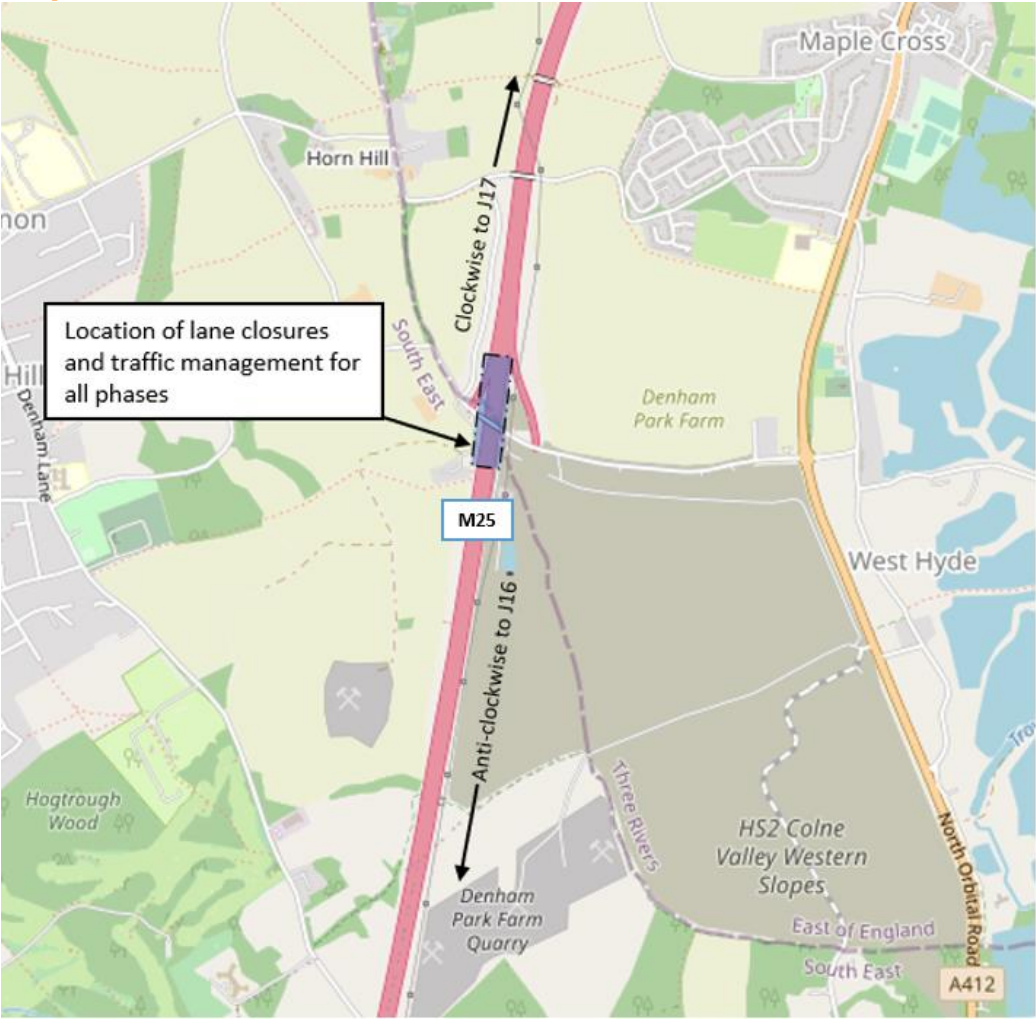 Maple Cross
Horn Hill
non
Clockwise to J17
Location of lane closures
and traffic management for
all phases
South East
Hill
Denham Lane
Denham
Park Farm
M25
West Hyde
Anti-clockwise to J16
Three Rivers
Hogtrough
Wood
HS2 Colne
Valley Western
Slopes
Tro
North Orbital Road
Denham
Park Farm
Quarry
East of England
South East
A412